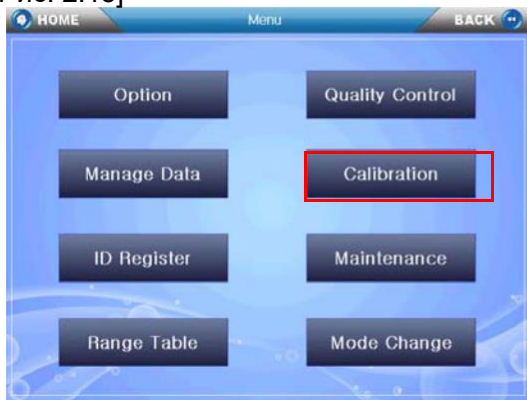 HOME Menu BACK
Option Quality Control
Manage Data Calibration
ID Register Maintenance
Range Table Mode Change